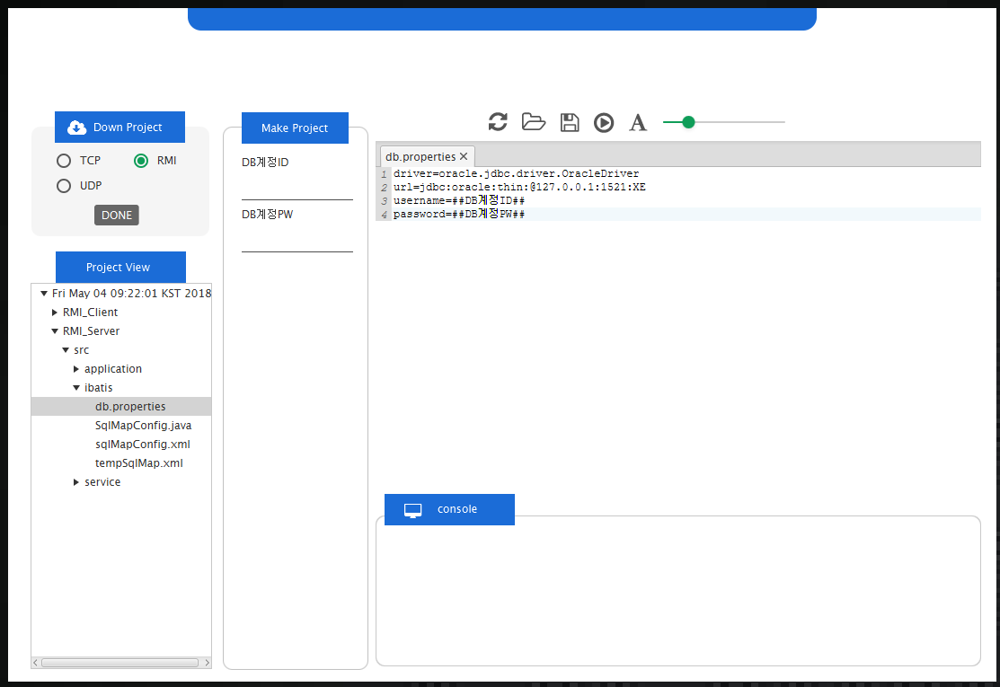 Down Project
TCP
RMI
UDP
DONE
Project View
Fri May 04 09:22:01 KST 2018
RMI_Client
RMI_Server
src
application
ibatis
db.properties
SqlMapConfig.java
sqlMapConfig.xml
tempSqlMap.xml
service
Make Project
DB계정ID
DB계정PW
A
db.properties
1 driver=oracle.jdbc.driver.OracleDriver
2 url=jdbc:oracle:thin:@127.0.0.1:1521:XE
3 username=##DB계정ID##
4 password=##DB계정PW##
console